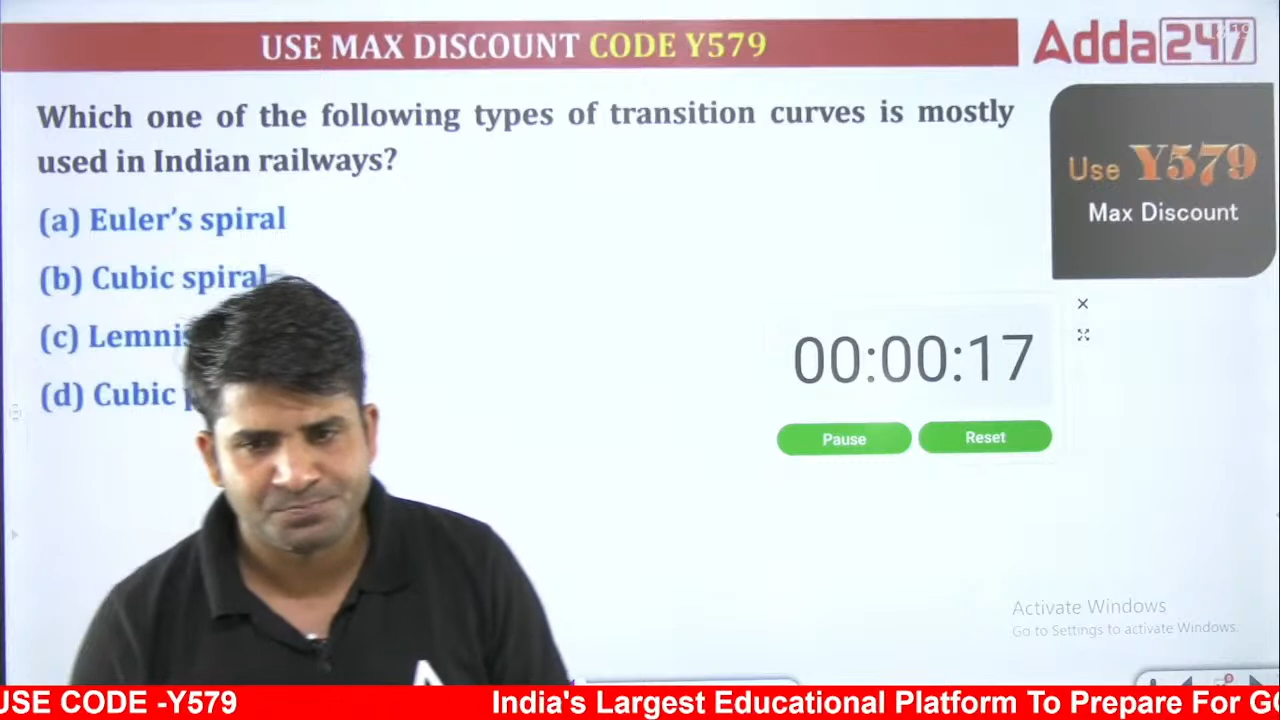 USE MAX DISCOUNT CODE Y579
Adda247
Which one of the following types of transition curves is mostly
used in Indian railways?
(a) Euler's spiral
(b) Cubic spiral
(c)
(d) Cubic
Use Y579
Max Discount
00:00:17
Pause
Reset
Activate Windows
Go to Settings to activate Windows.
USE CODE -Y579
India's Largest Educational Platform To Prepare For